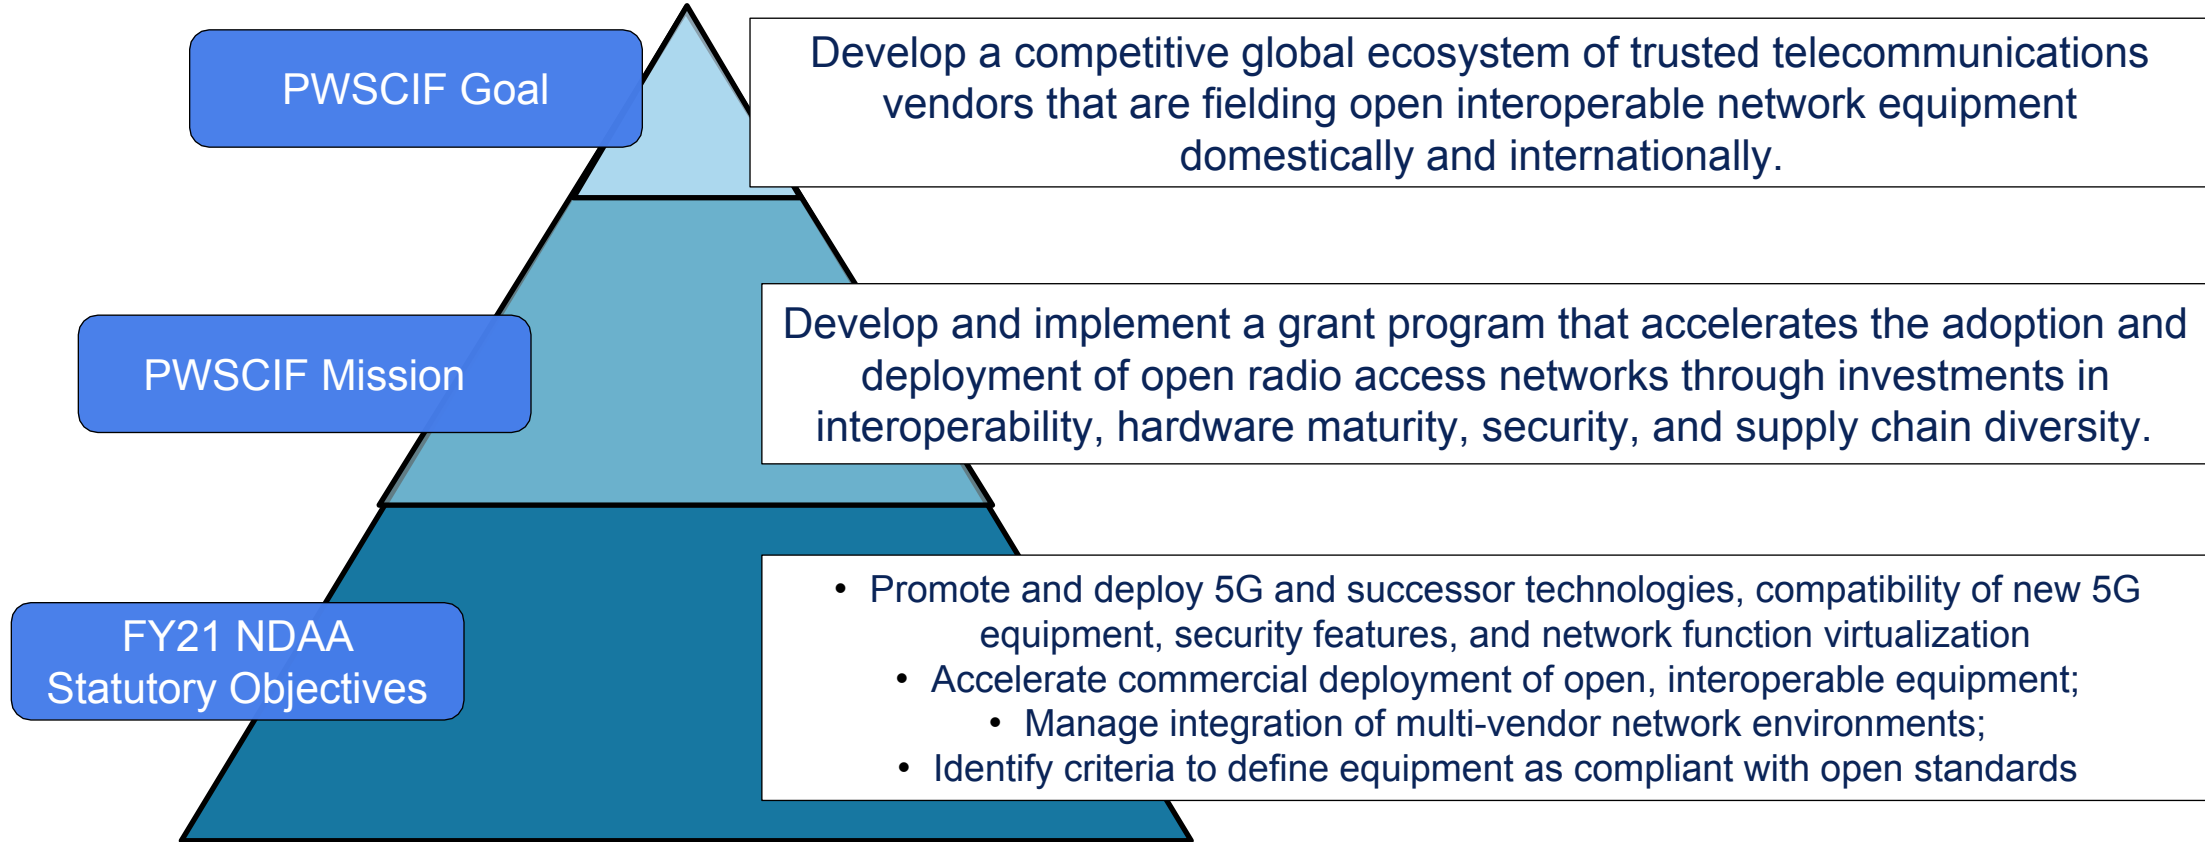 PWSCIF Goal
Develop a competitive global ecosystem of trusted telecommunications
vendors that are fielding open interoperable network equipment
domestically and internationally.
PWSCIF Mission
Develop and implement a grant program that accelerates the adoption and
deployment of open radio access networks through investments in
interoperability, hardware maturity, security, and supply chain diversity.
FY21 NDAA
Statutory Objectives
• Promote and deploy 5G and successor technologies, compatibility of new 5G
equipment, security features, and network function virtualization
• Accelerate commercial deployment of open, interoperable equipment;
• Manage integration of multi-vendor network environments;
• Identify criteria to define equipment as compliant with open standards